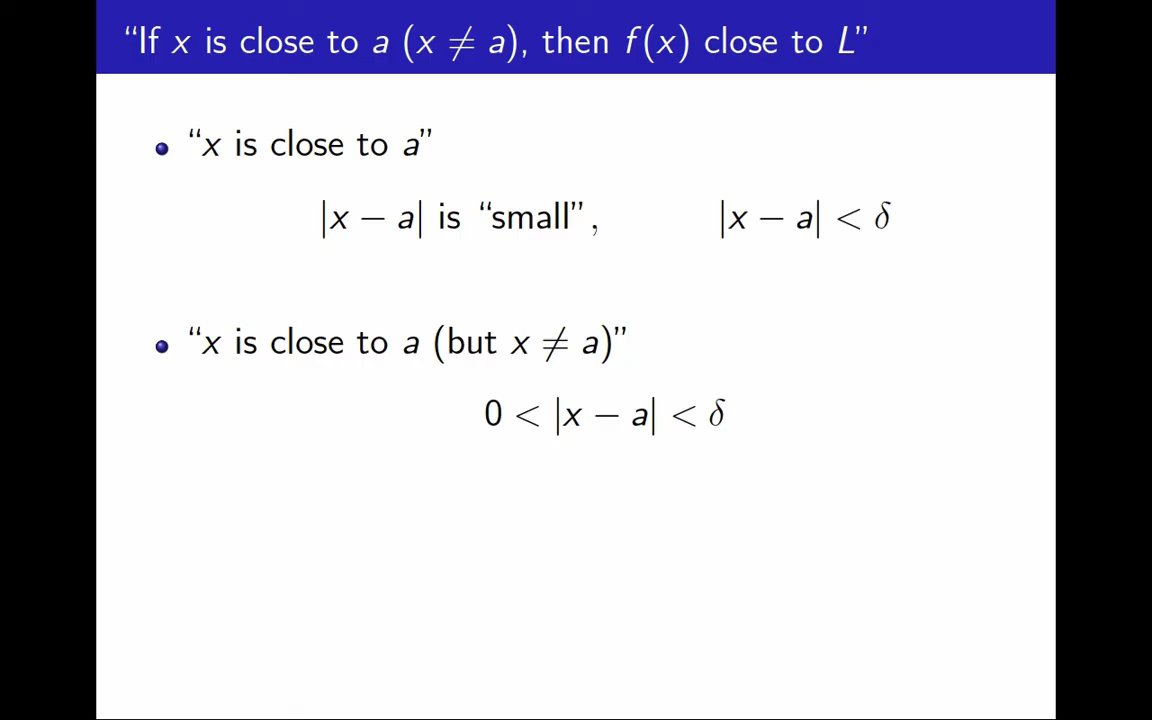 “If x is close to a (x ≠ a), then f(x) close to L”
• “x is close to a”
|x − a| is “small”, |x − a| < δ
• “x is close to a (but x ≠ a)”
0 < |x − a| < δ